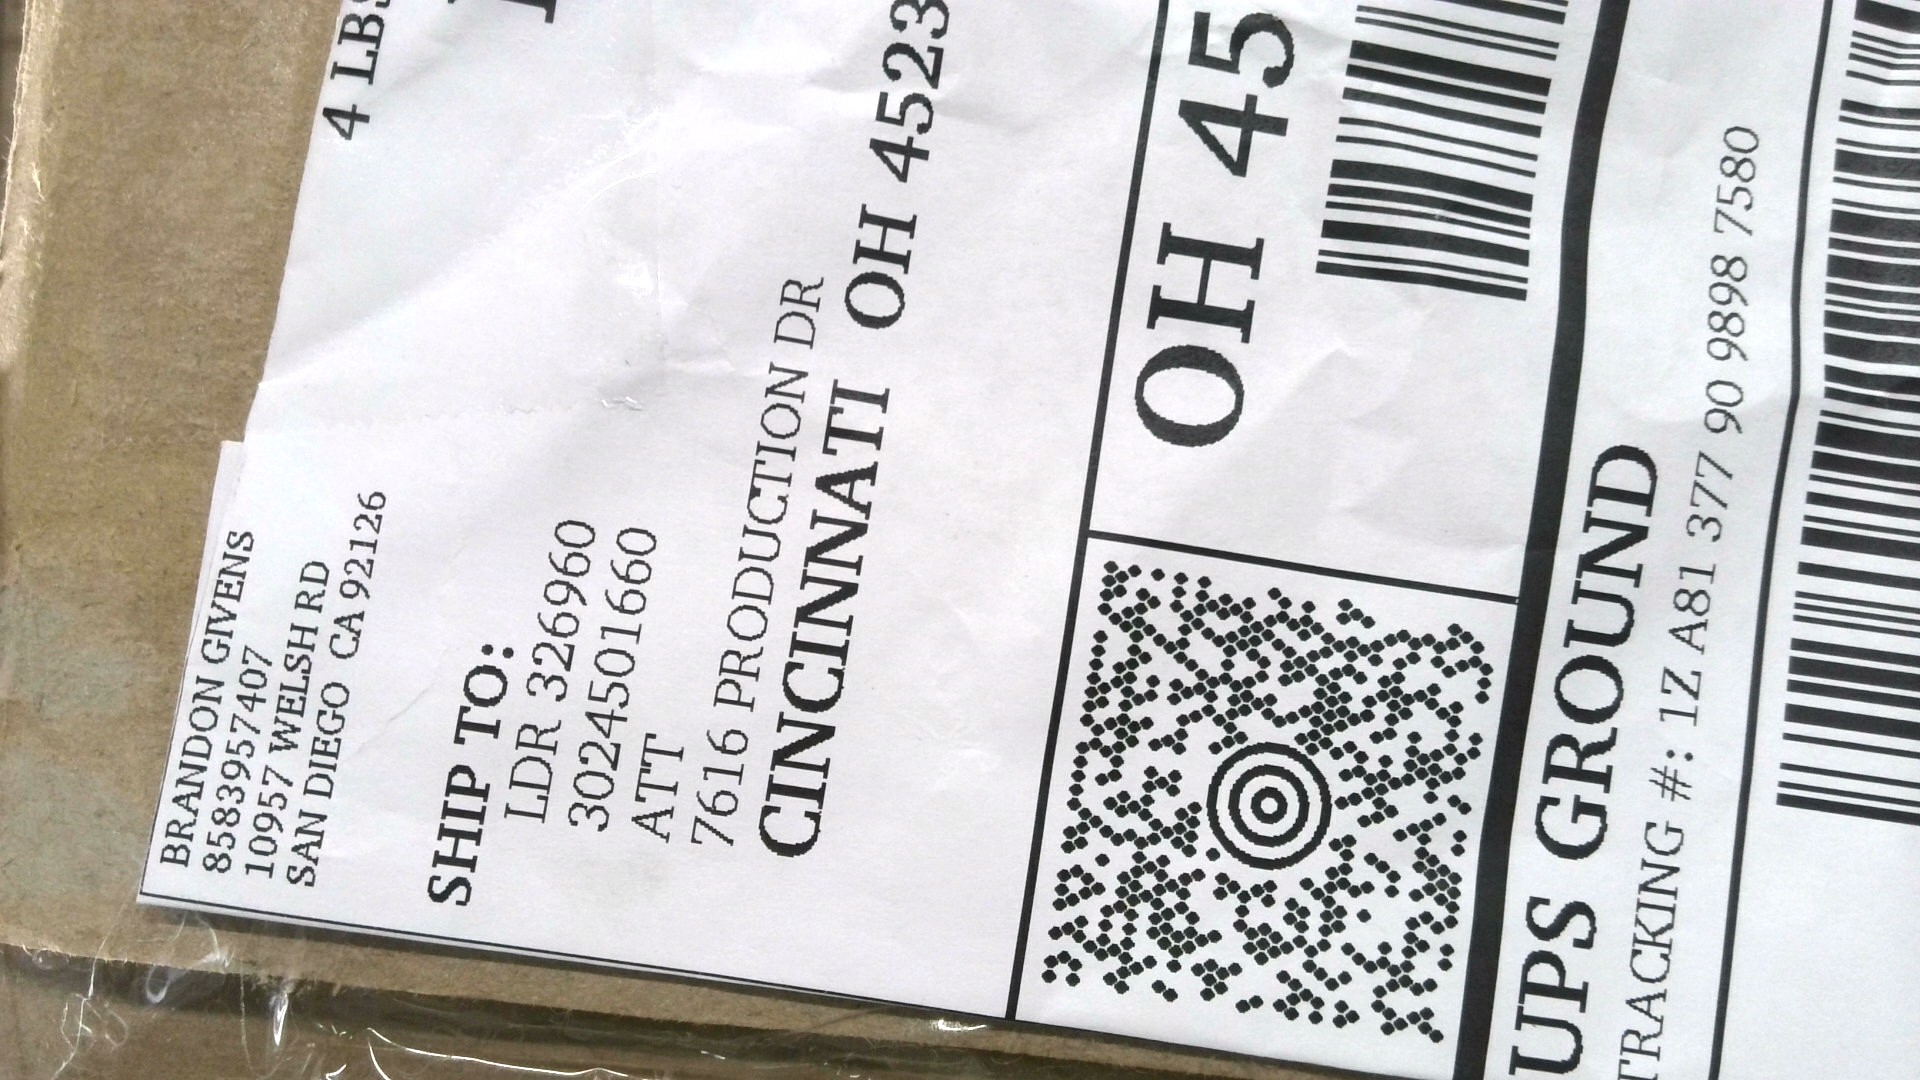 BRANDON GIVENS
8583957407
10957 WELSH RD
SAN DIEGO CA 92126
4 LBS
SHIP TO:
LDR 326960
3024501660
ATT
7616 PRODUCTION DR
CINCINNATI OH 4523
OH 45
UPS GROUND
TRACKING #: 1Z A81 377 90 9898 7580